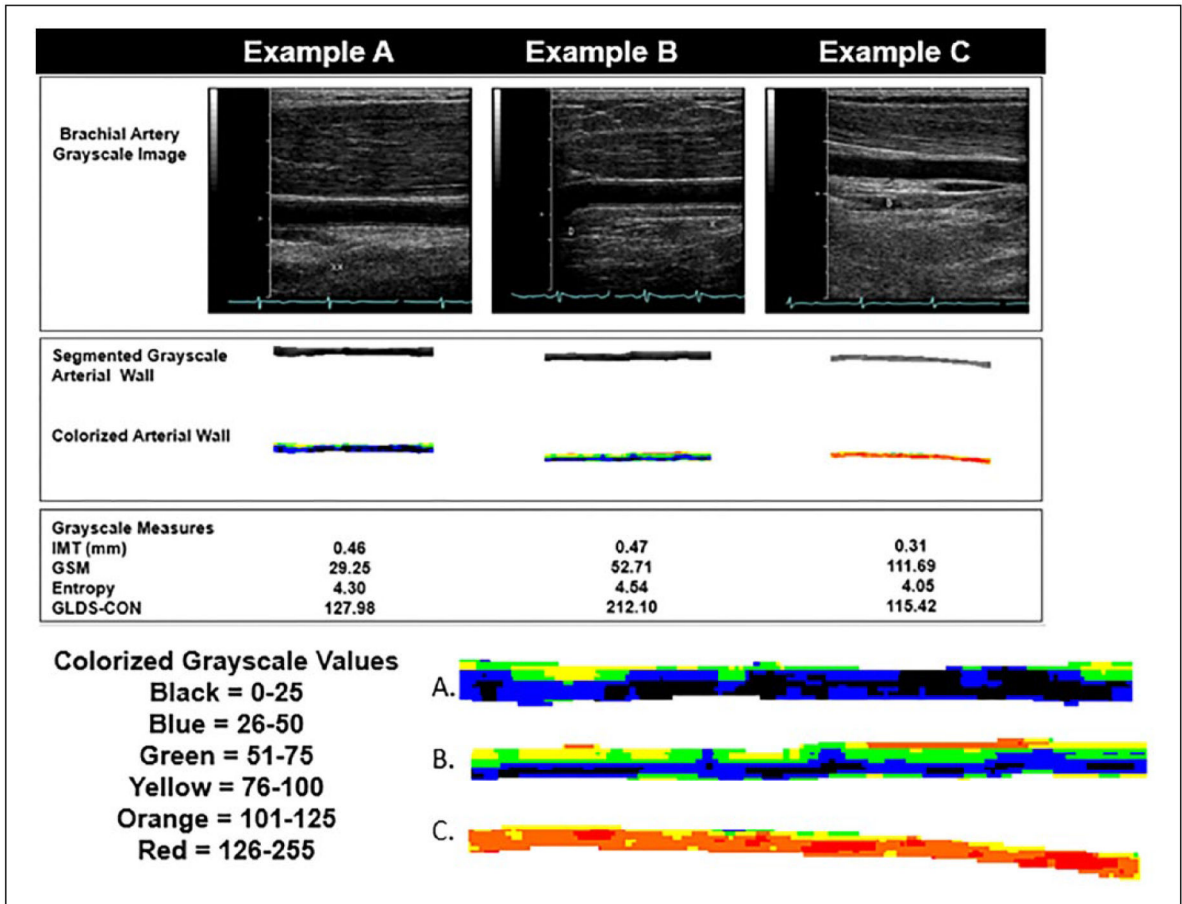 Example A Example B Example C
Brachial Artery
Grayscale Image
Segmented Grayscale
Arterial Wall
Colorized Arterial Wall
Grayscale Measures
IMT (mm) 0.46 0.47 0.31
GSM 29.25 52.71 111.69
Entropy 4.30 4.54 4.05
GLDS-CON 127.98 212.10 115.42
Colorized Grayscale Values
Black = 0-25
Blue = 26-50
Green = 51-75
Yellow = 76-100
Orange = 101-125
Red = 126-255
A.
B.
C.